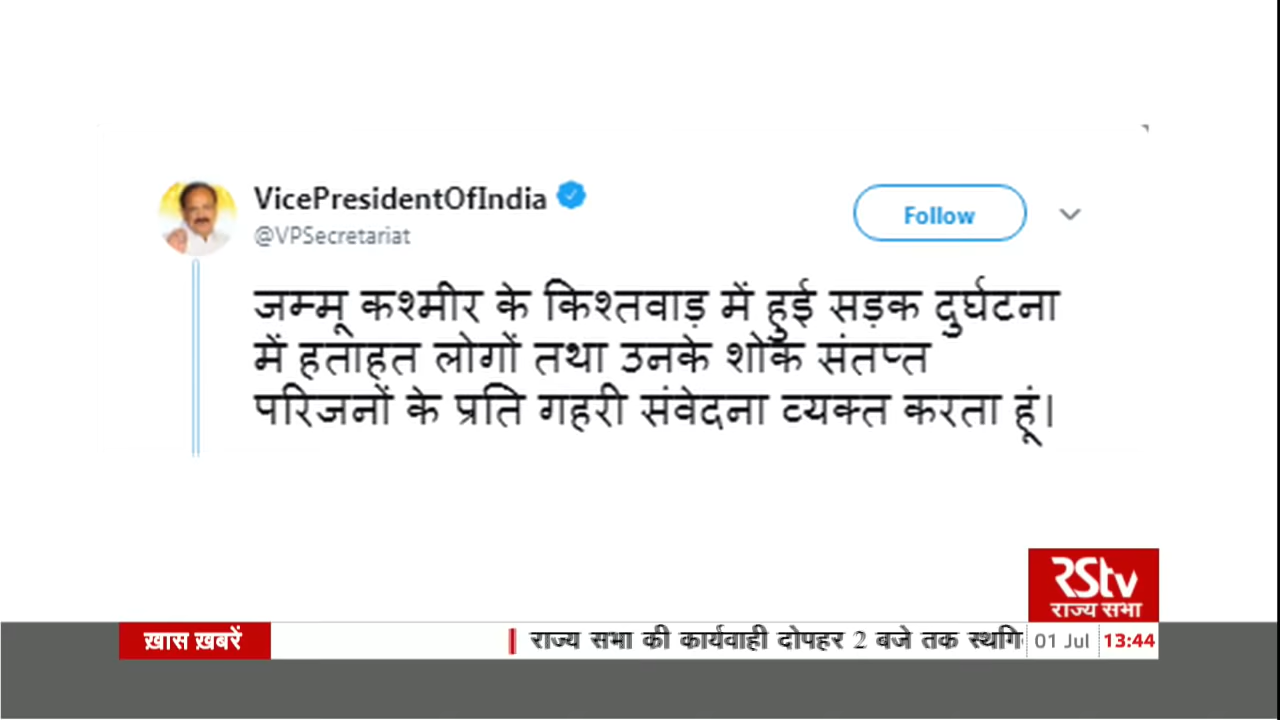 VicePresidentOfIndia
@VPSecretariat
Follow
जम्मू कश्मीर के किश्तवाड़ में हुई सड़क दुर्घटना
में हताहत लोगों तथा उनके शोक संतप्त
परिजनों के प्रति गहरी संवेदना व्यक्त करता हूं।
RStv
राज्य सभा
ख़ास ख़बरें
राज्य सभा की कार्यवाही दोपहर 2 बजे तक स्थगि
01 Jul 13:44